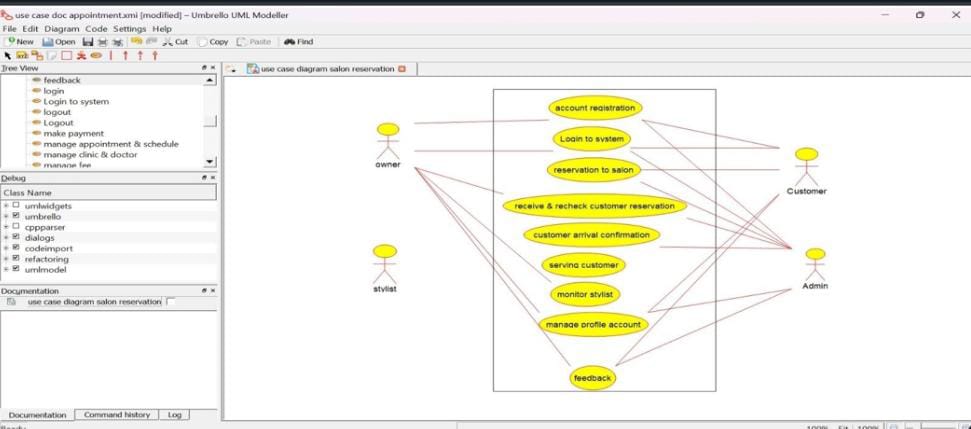 use case doc appointment.xmi [modified] - Umbrello UML Modeller
File Edit Diagram Code Settings Help
New Open Cut Copy Paste Find
Tree View
feedback
login
Login to system
logout
Logout
make payment
manage appointment & schedule
manage clinic & doctor
manage fee
Debug
Class Name
umlwidgets
umbrello
cppparser
dialogs
codeimport
refactoring
umlmodel
Documentation
use case diagram salon reservation
Documentation Command history Log
use case diagram salon reservation
account registration
Login to system
owner
reservation to salon
Customer
receive & recheck customer reservation
customer arrival confirmation
serving customer
stylist
Admin
monitor stylist
manage profile account
feedback
Ready
100% Fit 100%